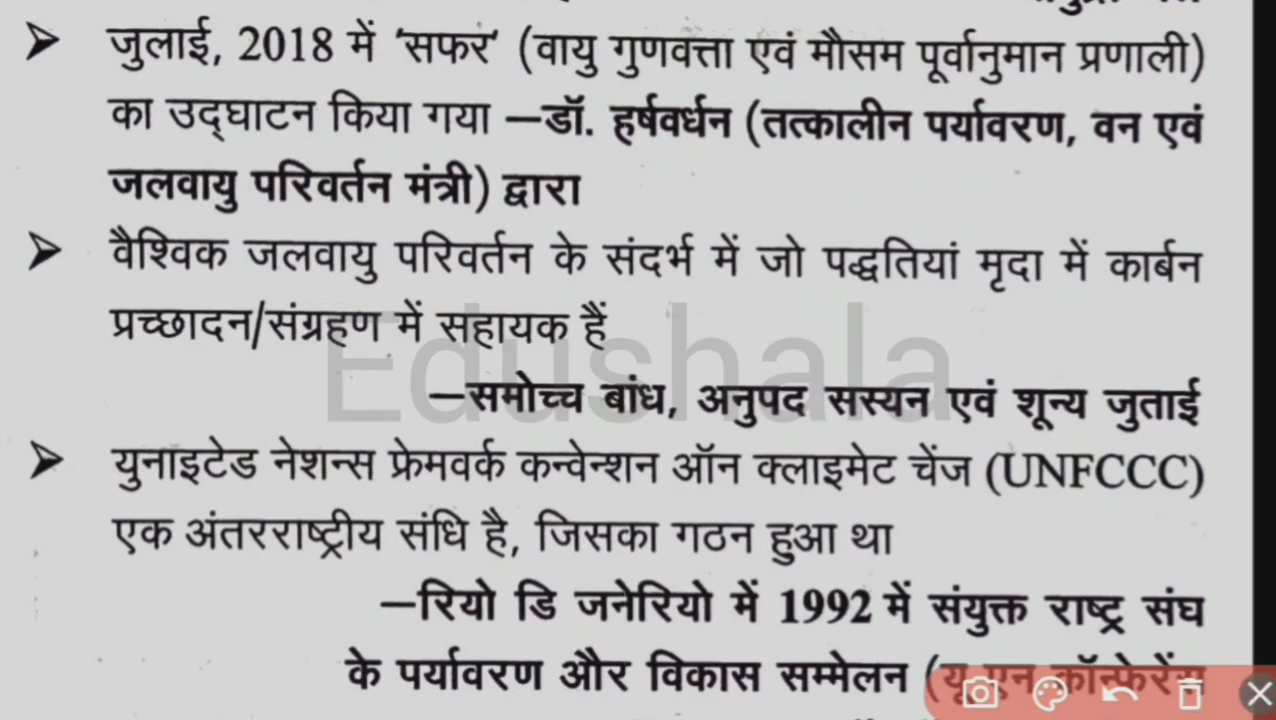 ➤ जुलाई, 2018 में 'सफर' (वायु गुणवत्ता एवं मौसम पूर्वानुमान प्रणाली)
का उद्घाटन किया गया —डॉ. हर्षवर्धन (तत्कालीन पर्यावरण, वन एवं
जलवायु परिवर्तन मंत्री) द्वारा
➤ वैश्विक जलवायु परिवर्तन के संदर्भ में जो पद्धतियां मृदा में कार्बन
प्रच्छादन/संग्रहण में सहायक हैं
Edushala
—समोच्च बांध, अनुपद सस्यन एवं शून्य जुताई
➤ युनाइटेड नेशन्स फ्रेमवर्क कन्वेन्शन ऑन क्लाइमेट चेंज (UNFCCC)
एक अंतरराष्ट्रीय संधि है, जिसका गठन हुआ था
—रियो डि जनेरियो में 1992 में संयुक्त राष्ट्र संघ
के पर्यावरण और विकास सम्मेलन (यू एन कॉन्फेरेंस